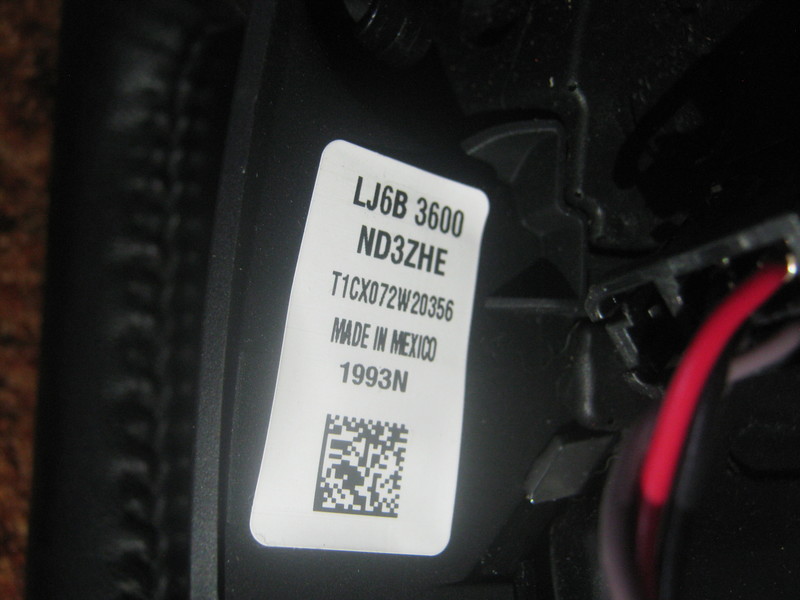 LJ6B 3600
ND3ZHE
T1CX072W20356
MADE IN MEXICO
1993N